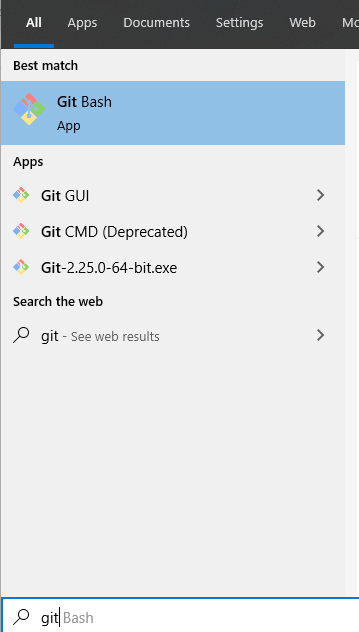 All Apps Documents Settings Web Mo
Best match
Git Bash
App
Apps
Git GUI
Git CMD (Deprecated)
Git-2.25.0-64-bit.exe
Search the web
git - See web results
git Bash